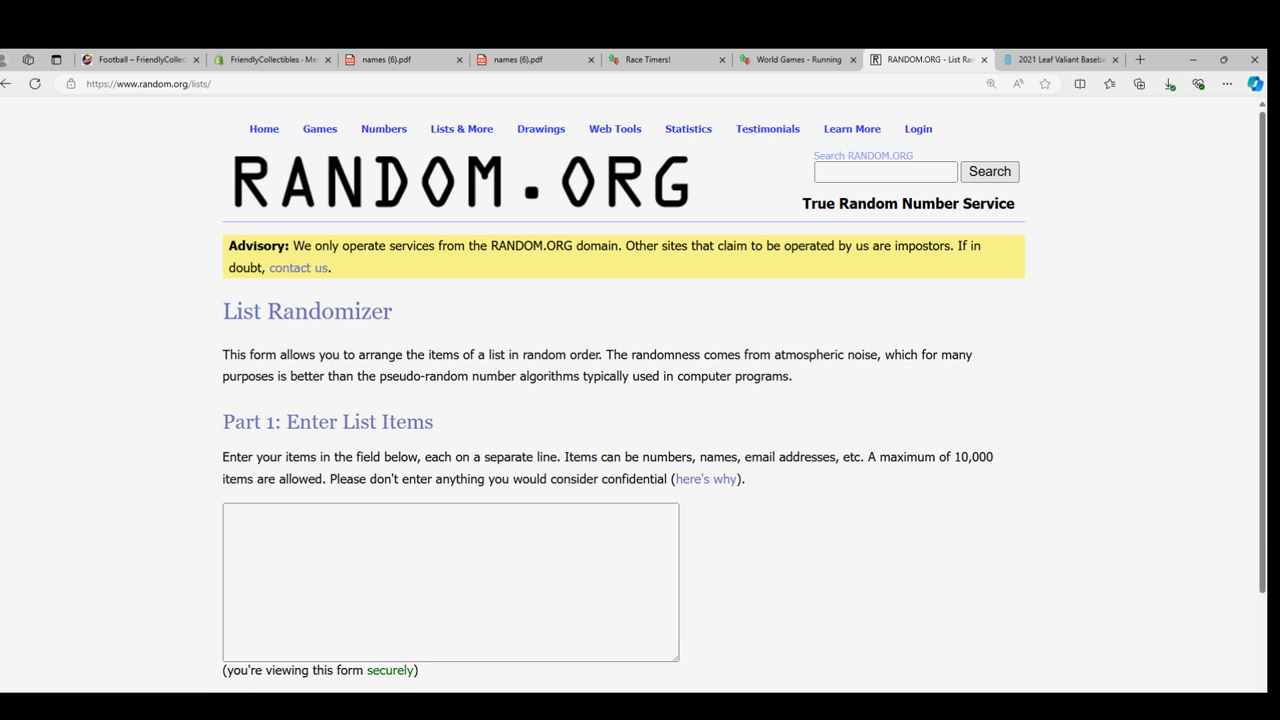 Football – FriendlyCollec
FriendlyCollectibles - Me
names (6).pdf
names (6).pdf
Race Timers!
World Games - Running
RANDOM.ORG - List Ran
2021 Leaf Valiant Baseba
https://www.random.org/lists/
Home Games Numbers Lists & More Drawings Web Tools Statistics Testimonials Learn More Login
RANDOM.ORG
Search RANDOM.ORG
Search
True Random Number Service
Advisory: We only operate services from the RANDOM.ORG domain. Other sites that claim to be operated by us are impostors. If in
doubt, contact us.
List Randomizer
This form allows you to arrange the items of a list in random order. The randomness comes from atmospheric noise, which for many
purposes is better than the pseudo-random number algorithms typically used in computer programs.
Part 1: Enter List Items
Enter your items in the field below, each on a separate line. Items can be numbers, names, email addresses, etc. A maximum of 10,000
items are allowed. Please don't enter anything you would consider confidential (here's why).
(you're viewing this form securely)